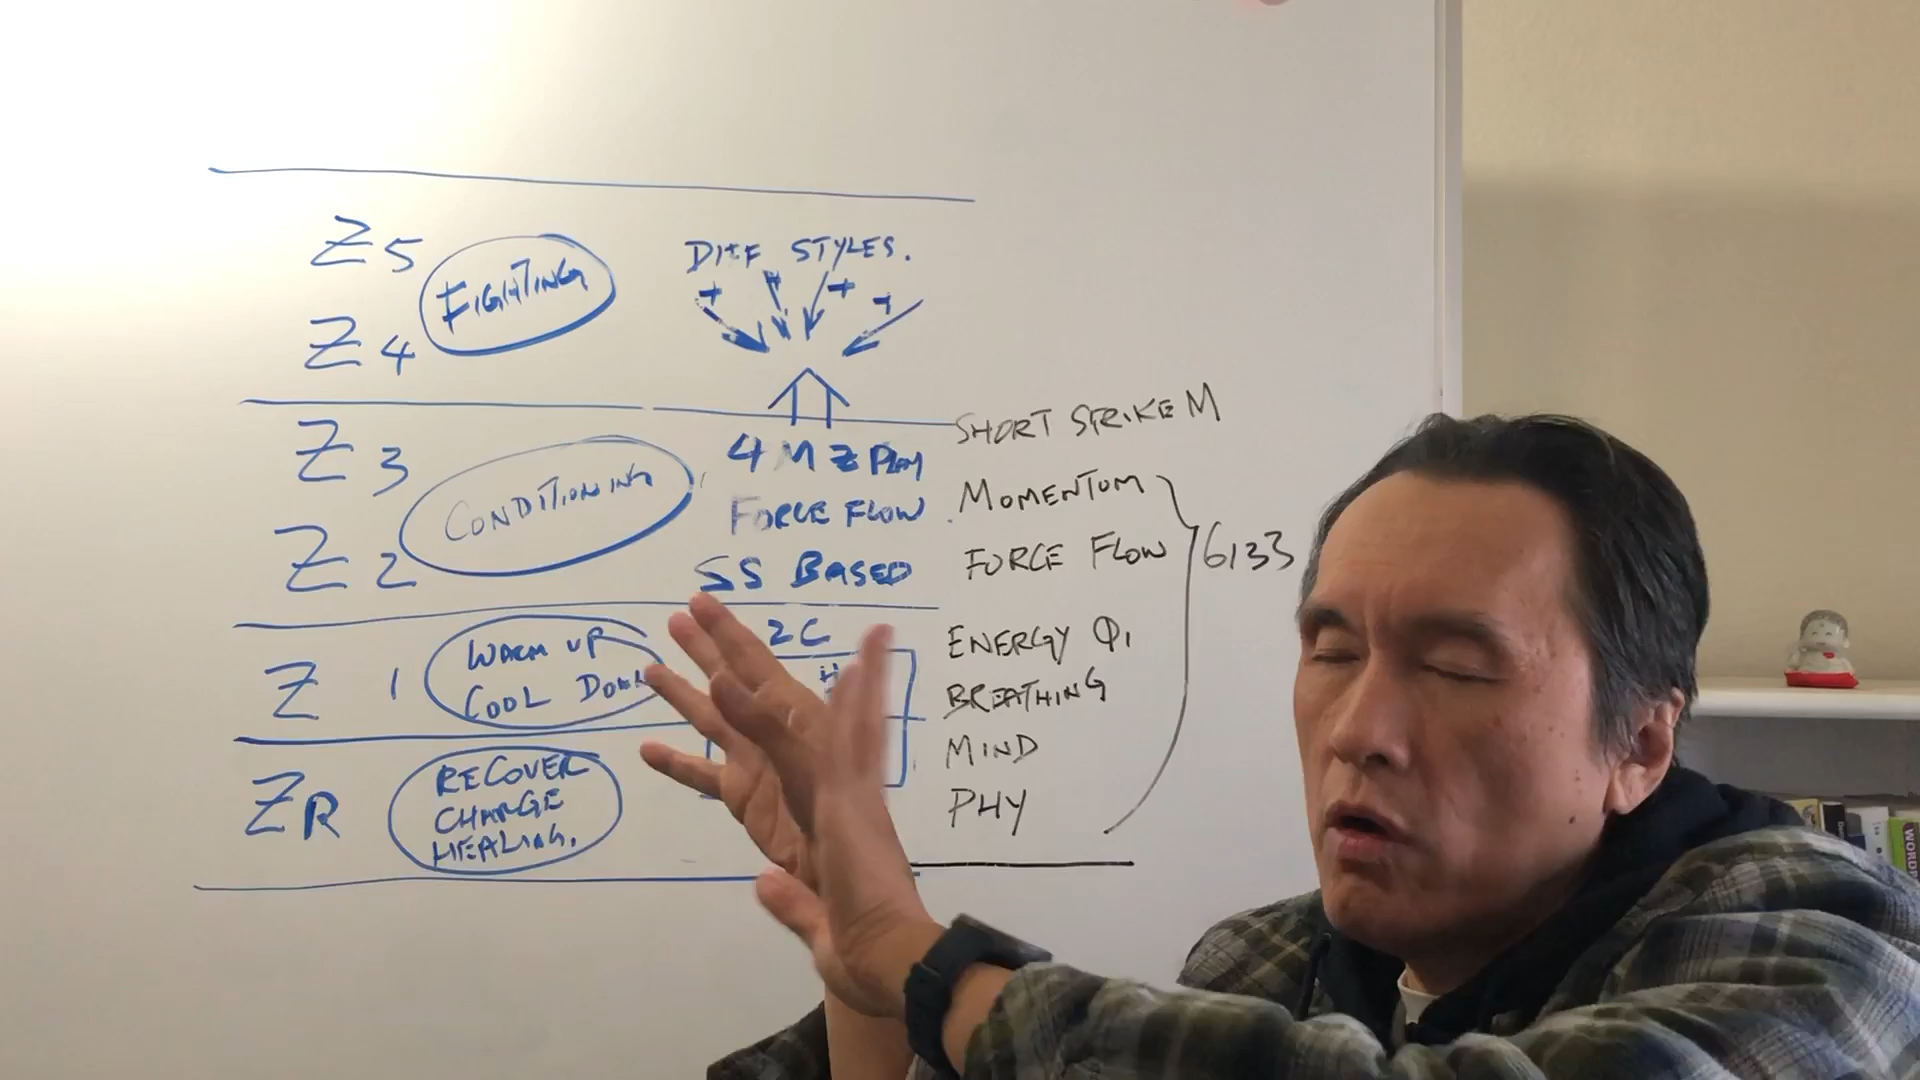 Z5
FIGHTING
DIFF STYLES.
+ + + +
Z4
Z3
CONDITIONING
4 M Z PLAY
FORCE FLOW
SS BASED
Z2
SHORT STRIKE M
MOMENTUM
FORCE FLOW
6133
ENERGY QI
BREATHING
MIND
PHY
Z1
WARM UP
COOL DOWN
2C
H
ZR
RECOVER
CHARGE
HEALING.
WORD